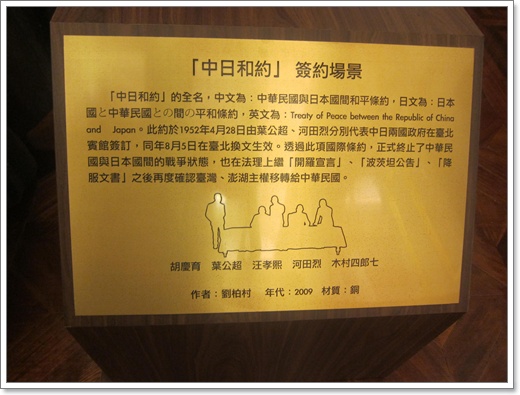 「中日和約」 簽約場景
「中日和約」的全名，中文為：中華民國與日本國間和平條約，日文為：日本
國と中華民國との間の平和條約，英文為：Treaty of Peace between the Republic of China
and Japan。此約於1952年4月28日由葉公超、河田烈分別代表中日兩國政府在臺北
賓館簽訂，同年8月5日在臺北換文生效。透過此項國際條約，正式終止了中華民
國與日本國間的戰爭狀態，也在法理上繼「開羅宣言」、「波茨坦公告」、「降
服文書」之後再度確認臺灣、澎湖主權移轉給中華民國。
胡慶育 葉公超 汪孝熙 河田烈 木村四郎七
作者：劉柏村 年代：2009 材質：銅